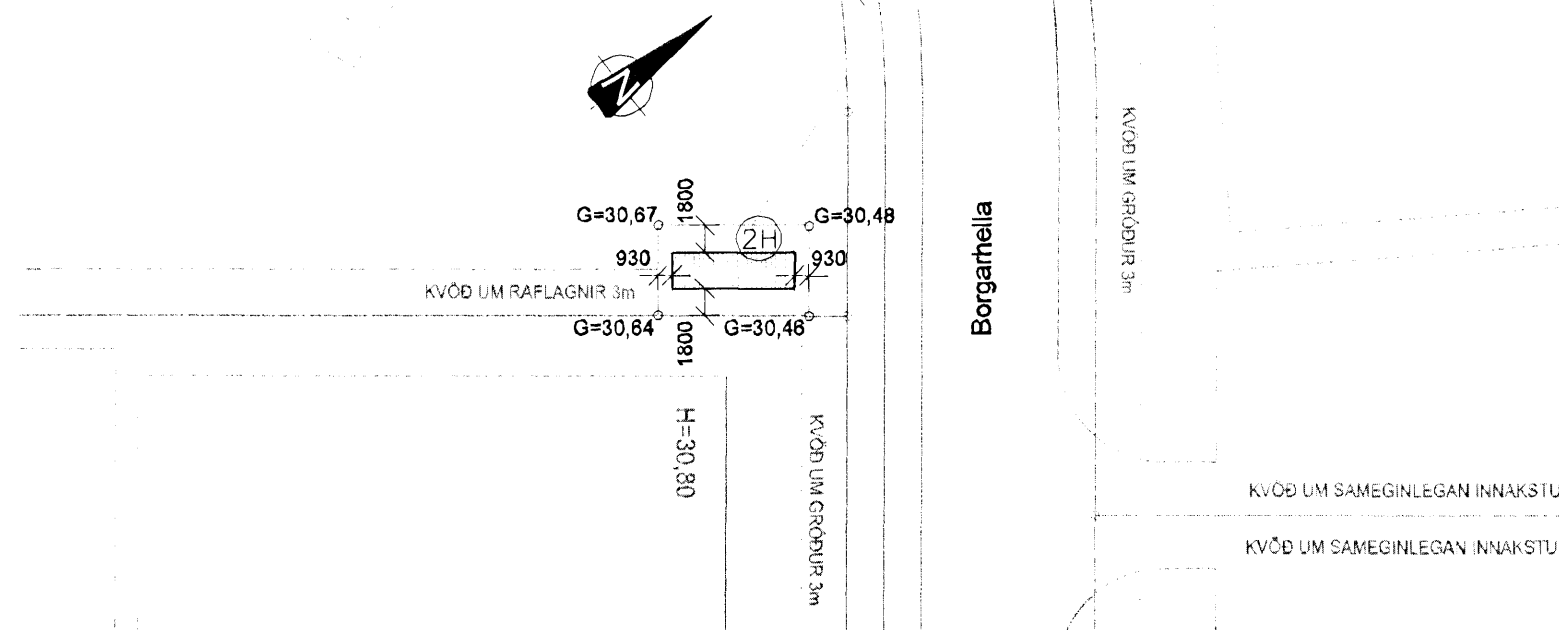 N
KVÖÐ UM GRÓÐUR 3m
1800
G=30,67
G=30,48
2H
930
930
Borgarhella
KVÖÐ UM RAFLAGNIR 3m
G=30,64
G=30,46
1800
H=30,80
KVÖÐ UM GRÓÐUR 3m
KVÖÐ UM SAMEGINLEGAN INNAKSTU
KVÖÐ UM SAMEGINLEGAN INNAKSTU